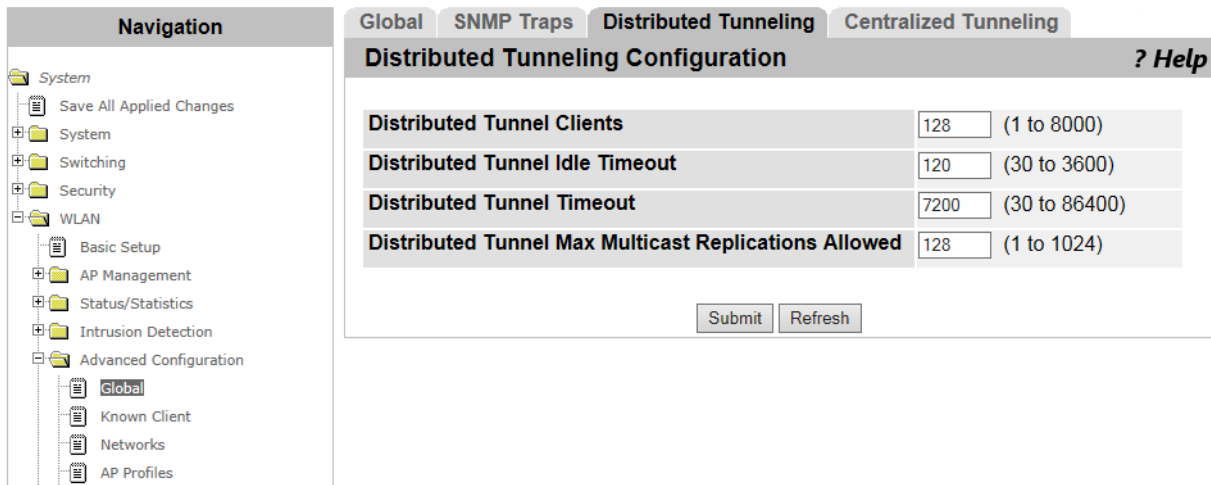 Navigation
System
Save All Applied Changes
System
Switching
Security
WLAN
Basic Setup
AP Management
Status/Statistics
Intrusion Detection
Advanced Configuration
Global
Known Client
Networks
AP Profiles
Global SNMP Traps Distributed Tunneling Centralized Tunneling
Distributed Tunneling Configuration ? Help
Distributed Tunnel Clients 128 (1 to 8000)
Distributed Tunnel Idle Timeout 120 (30 to 3600)
Distributed Tunnel Timeout 7200 (30 to 86400)
Distributed Tunnel Max Multicast Replications Allowed 128 (1 to 1024)
Submit Refresh